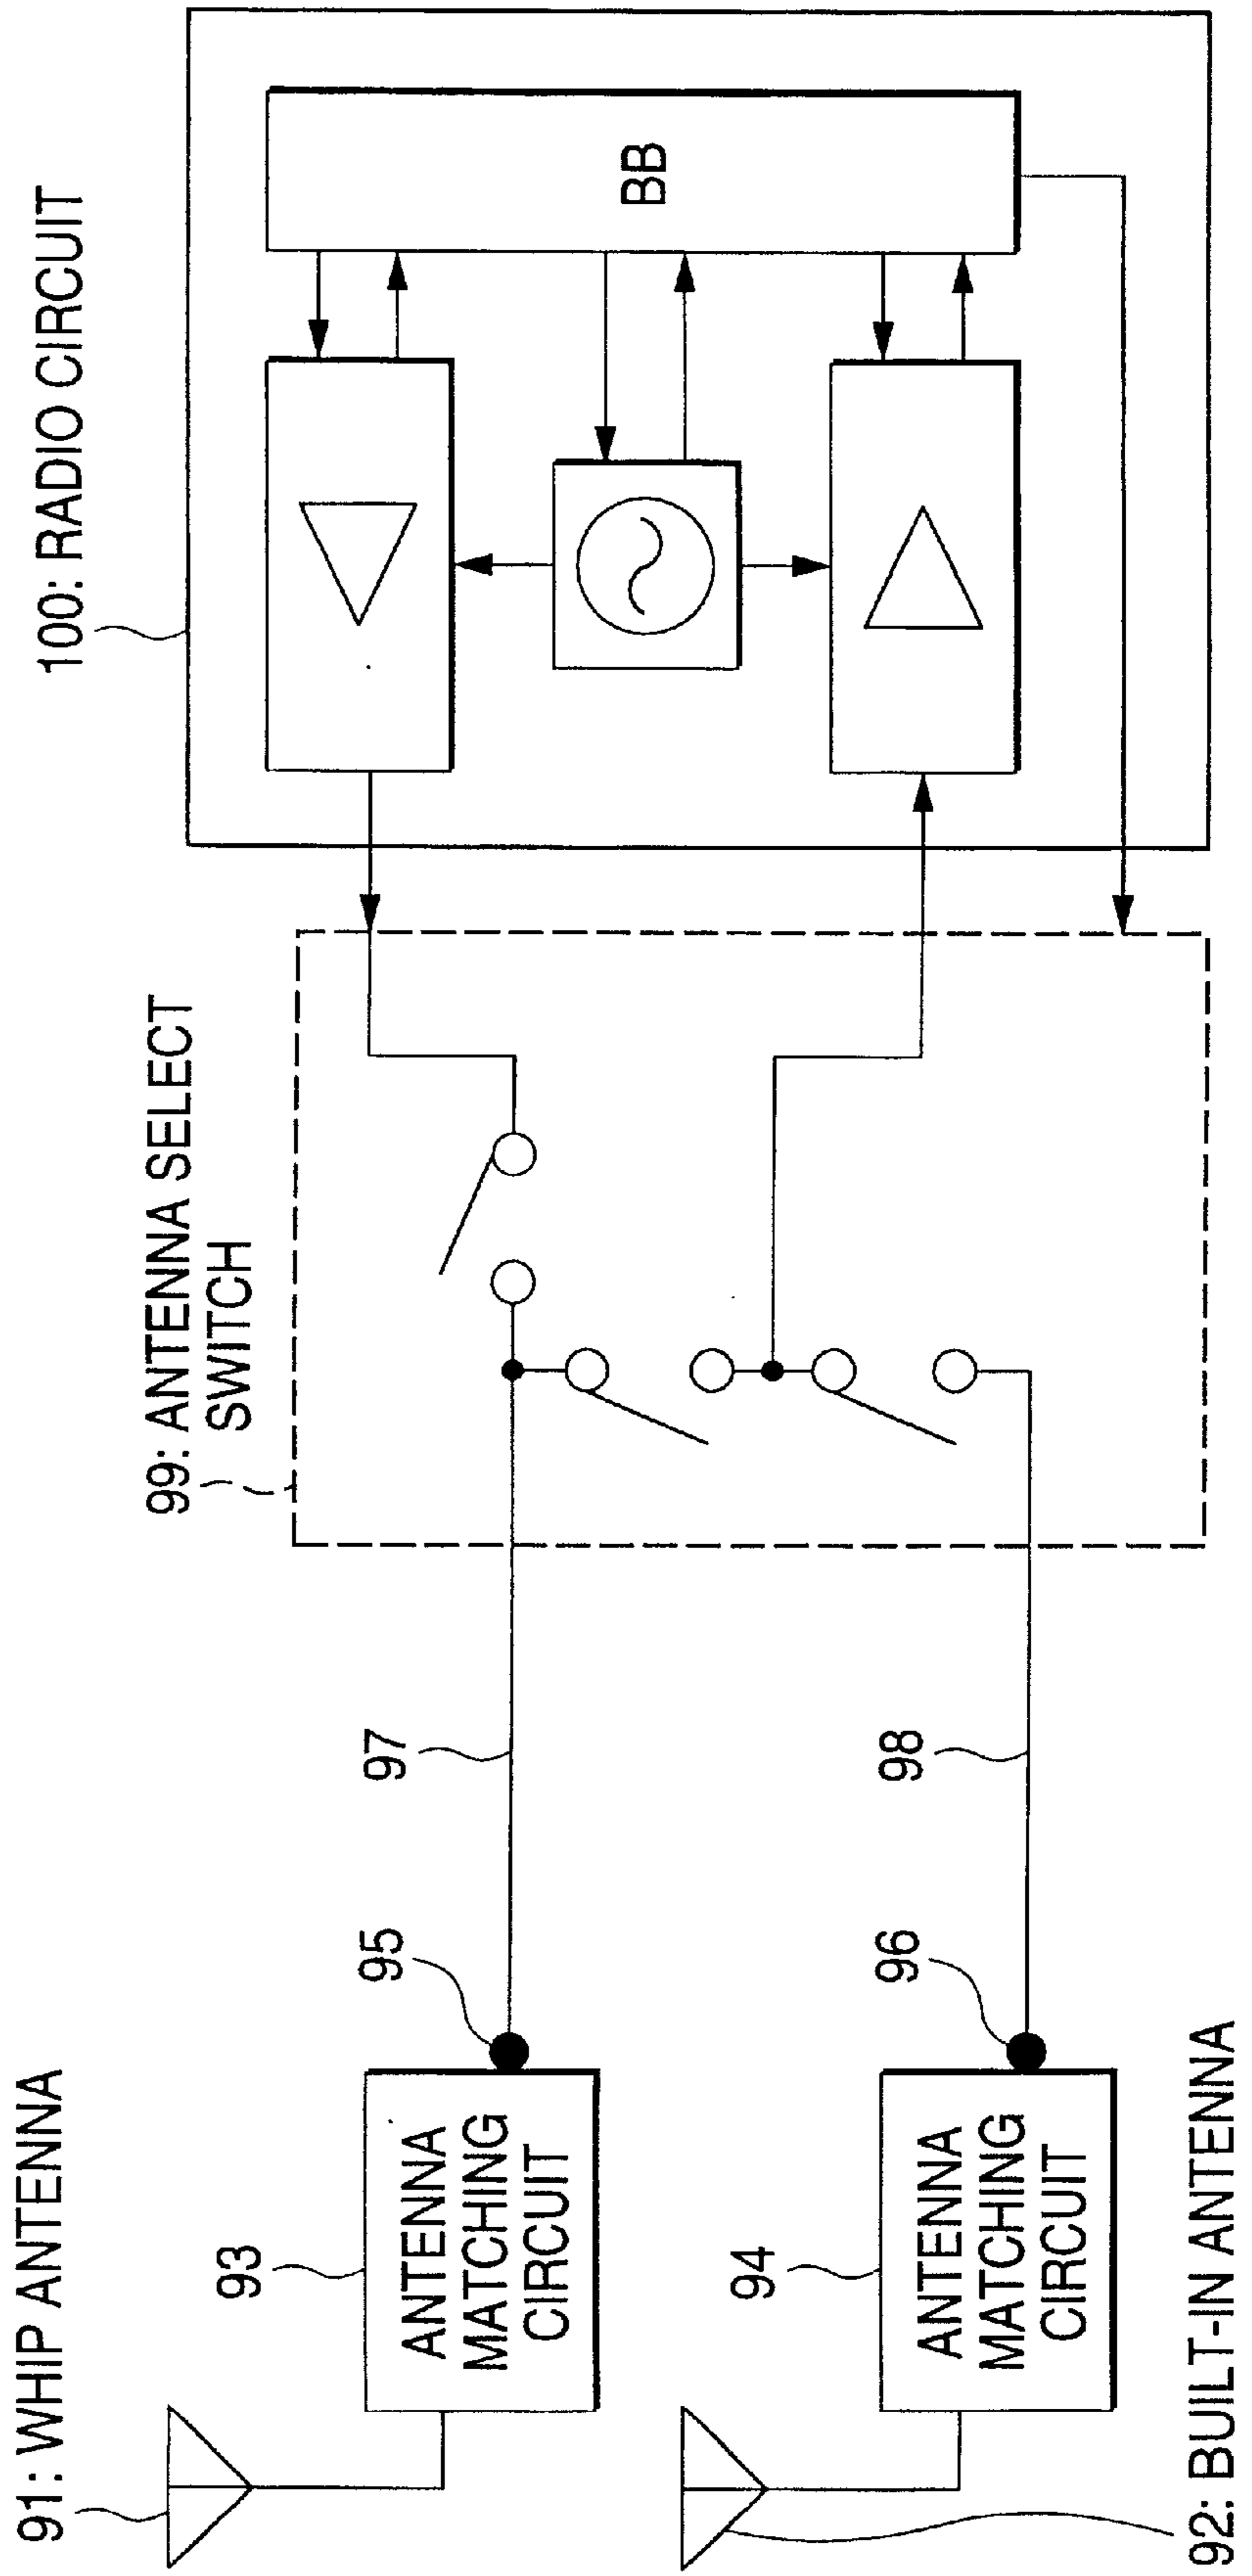 91: WHIP ANTENNA
93
ANTENNA
MATCHING
CIRCUIT
95
97
99: ANTENNA SELECT
SWITCH
100: RADIO CIRCUIT
BB
94
ANTENNA
MATCHING
CIRCUIT
96
98
92: BUILT-IN ANTENNA